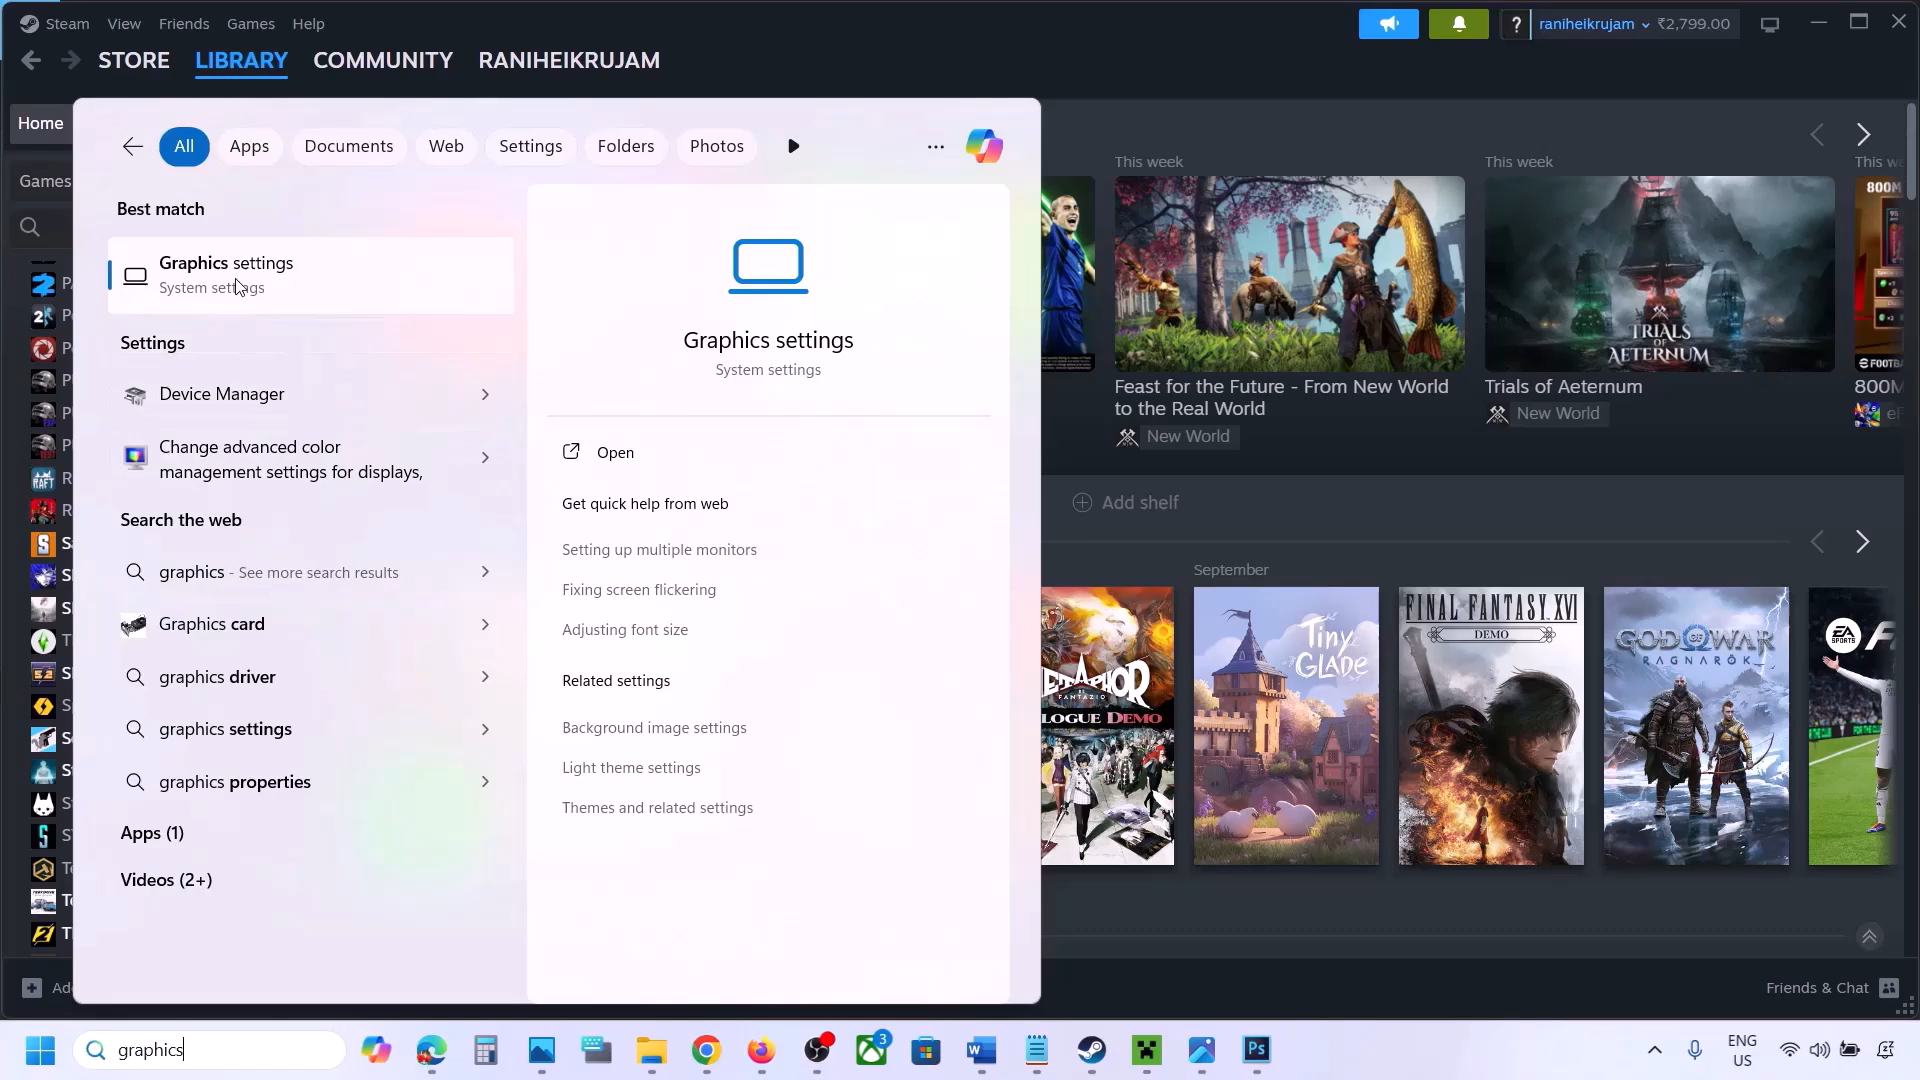 Steam
View
Friends
Games
Help
?
raniheikrujam
₹2,799.00
STORE
LIBRARY
COMMUNITY
RANIHEIKRUJAM
Home
All
Apps
Documents
Web
Settings
Folders
Photos
Games
Best match
Graphics settings
System settings
Graphics settings
System settings
Settings
Device Manager
Change advanced color
management settings for displays,
Open
Get quick help from web
Setting up multiple monitors
Fixing screen flickering
Adjusting font size
Related settings
Background image settings
Light theme settings
Themes and related settings
Search the web
graphics - See more search results
Graphics card
graphics driver
graphics settings
graphics properties
Apps (1)
Videos (2+)
This week
This week
TRIALS
OF
AETERNUM
Feast for the Future - From New World
to the Real World
New World
Trials of Aeternum
New World
800M
Add shelf
September
DEMO
Tiny
GLADE
FINAL FANTASY XVI
DEMO
GOD OF WAR
RAGNARÖK
EA
SPORTS
Friends & Chat
graphics
3
W
Ps
ENG
US